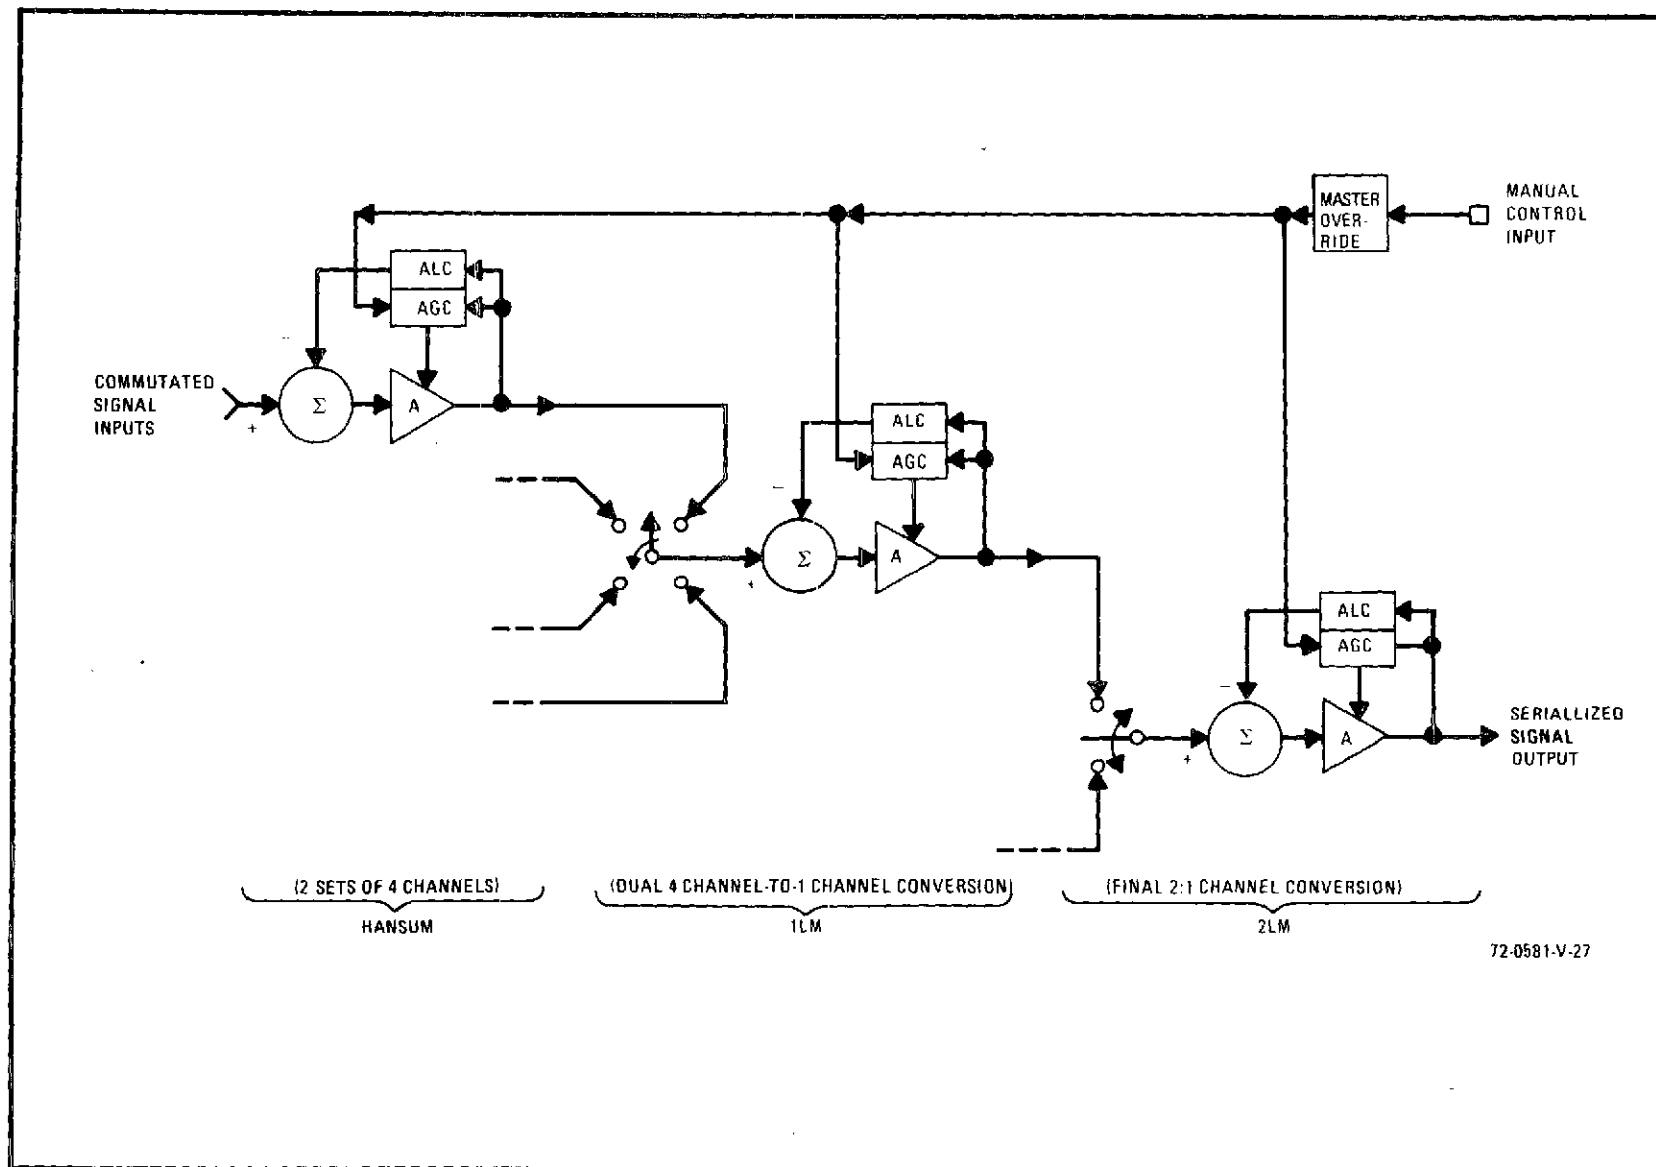 MASTER
OVER-
RIDE
MANUAL
CONTROL
INPUT
ALC
AGC
−
COMMUTATED
SIGNAL
INPUTS
+
Σ
A
ALC
AGC
−
+
Σ
A
ALC
AGC
−
+
Σ
A
SERIALLIZED
SIGNAL
OUTPUT
(2 SETS OF 4 CHANNELS)
HANSUM
(DUAL 4 CHANNEL-TO-1 CHANNEL CONVERSION)
1LM
(FINAL 2:1 CHANNEL CONVERSION)
2LM
72-0581-V-27